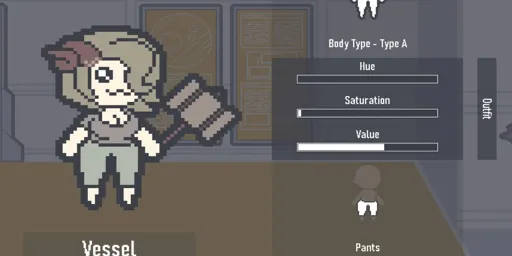 Body Type - Type A
Hue
Saturation
Value
Outfit
Pants
Vessel